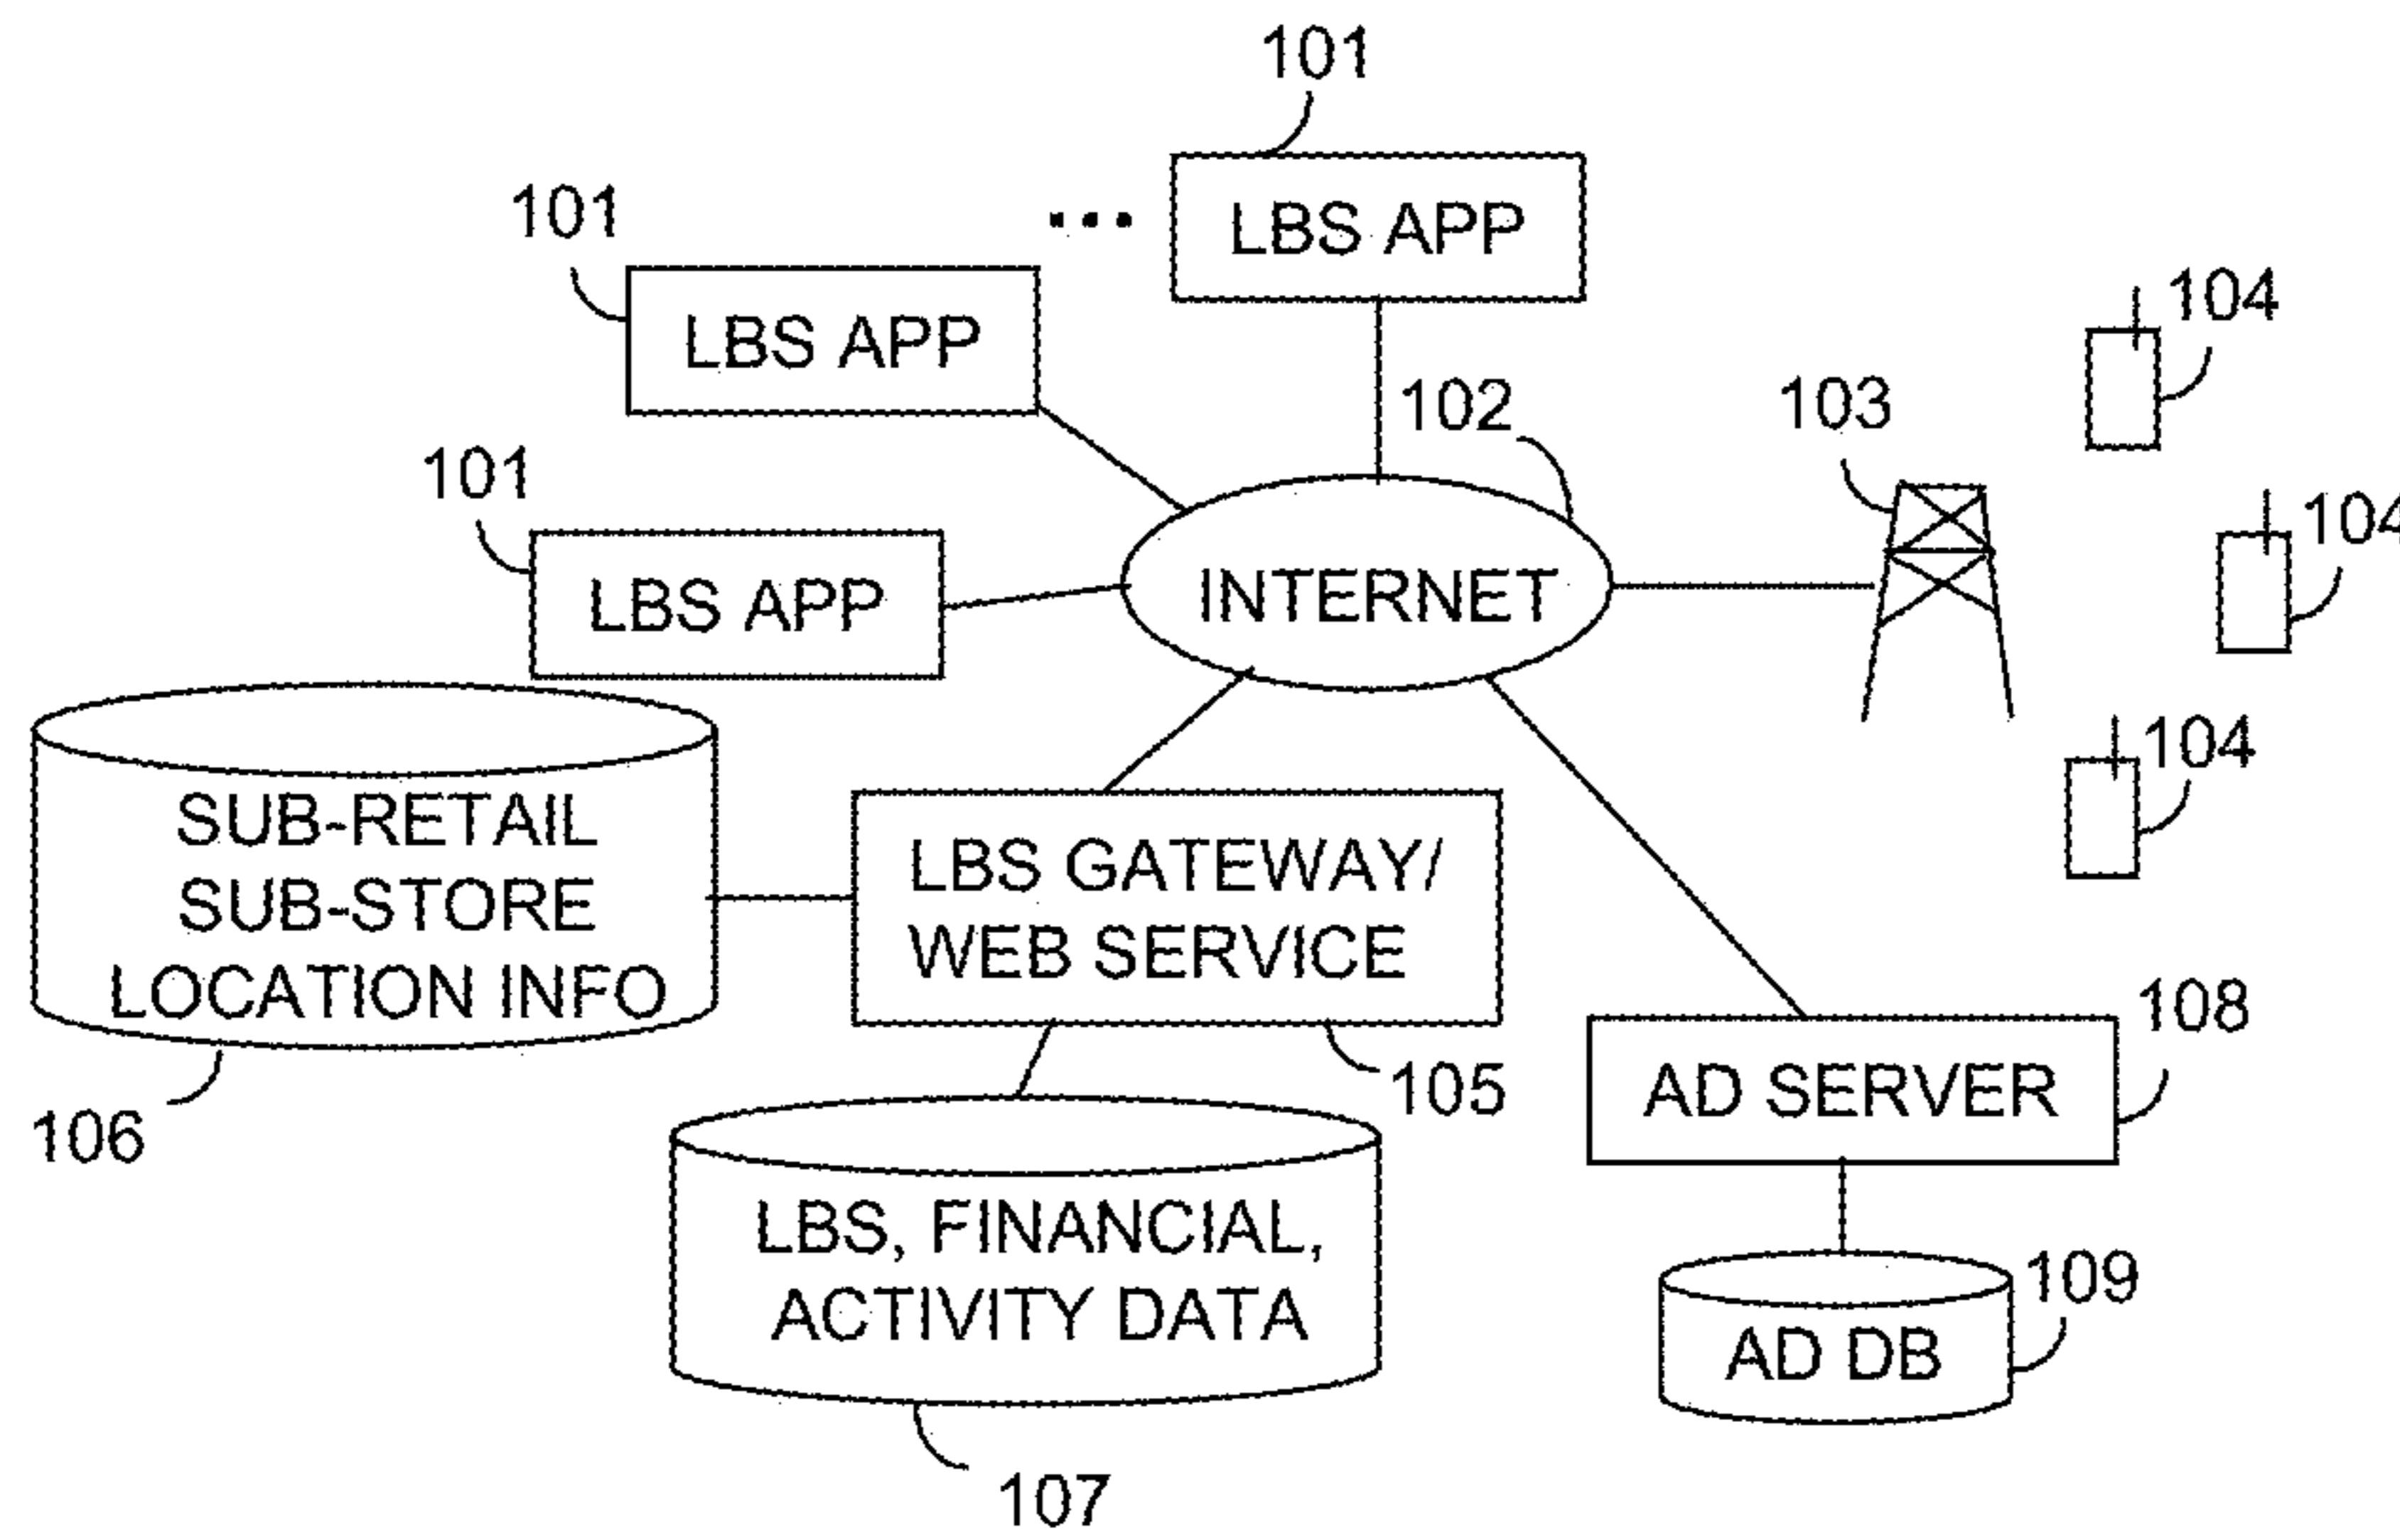 101
LBS APP
101
LBS APP
...
104
102
103
101
LBS APP
INTERNET
104
104
SUB-RETAIL
SUB-STORE
LOCATION INFO
LBS GATEWAY/
WEB SERVICE
106
105
AD SERVER
108
LBS, FINANCIAL,
ACTIVITY DATA
107
AD DB
109